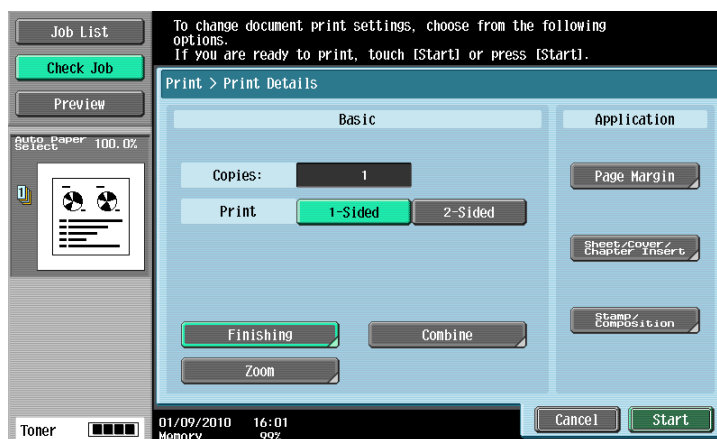 Job List
Check Job
Preview
Auto Paper
Select 100.0%
1
To change document print settings, choose from the following
options.
If you are ready to print, touch [Start] or press [Start].
Print > Print Details
Basic
Copies: 1
Print 1-Sided 2-Sided
Finishing Combine
Zoom
Application
Page Margin
Sheet/Cover/
Chapter Insert
Stamp/
Composition
Toner
01/09/2010 16:01
Memory 99%
Cancel Start